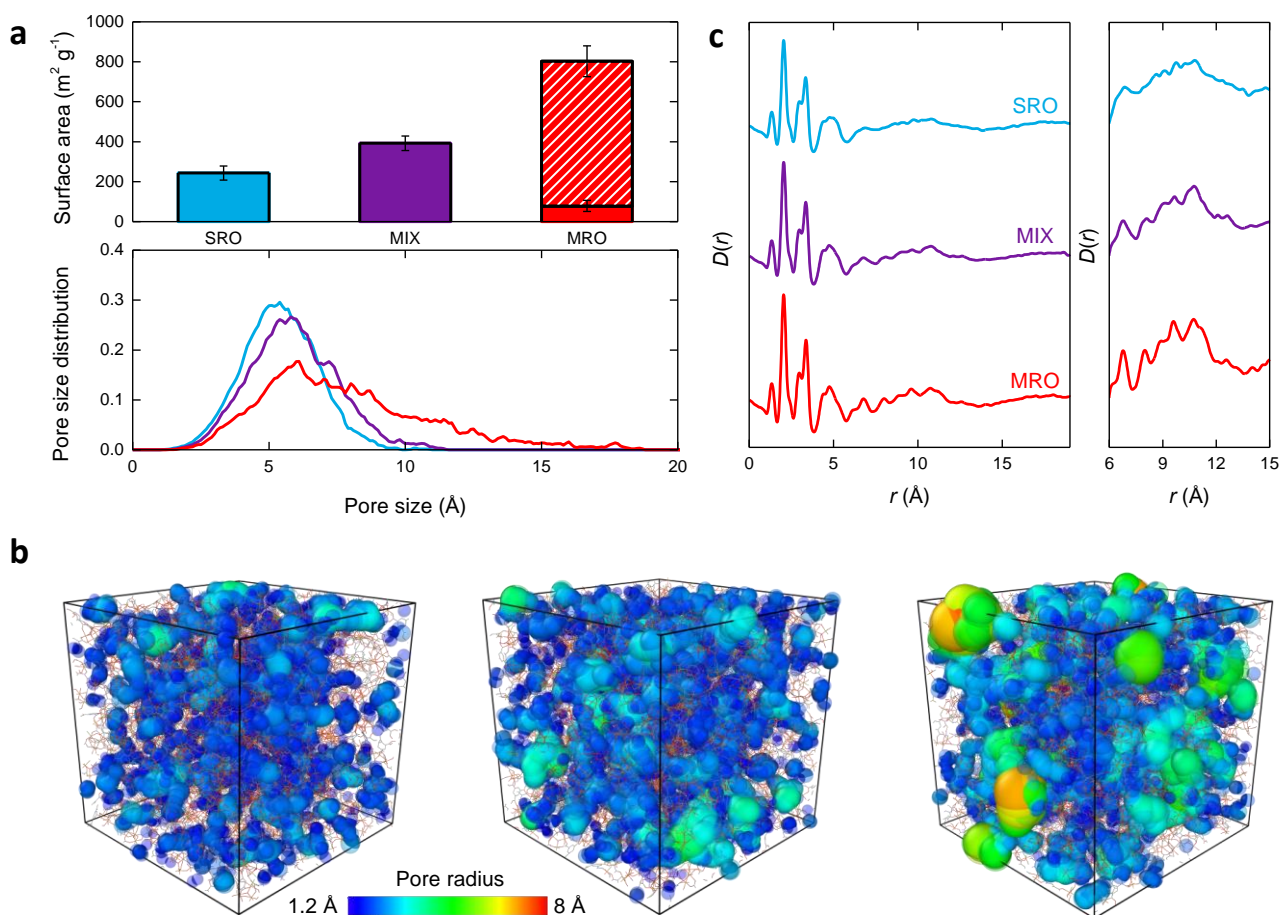 a
Surface area (m² g⁻¹)
1000
800
600
400
200
0
SRO
MIX
MRO
Pore size distribution
0.4
0.3
0.2
0.1
0.0
0
5
10
15
20
Pore size (Å)
c
D(r)
SRO
MIX
MRO
0
5
10
15
r (Å)
D(r)
6
9
12
15
r (Å)
b
Pore radius
1.2 Å
8 Å